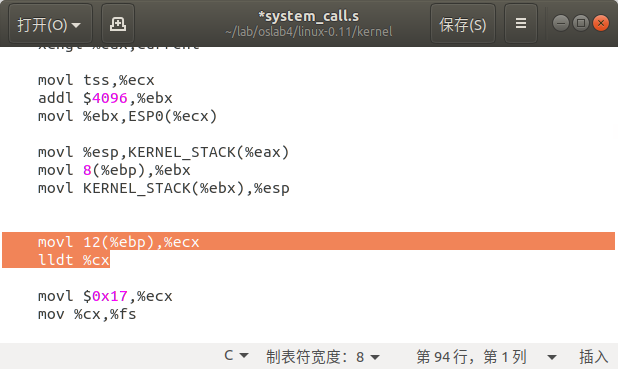 打开(O)
*system_call.s
~/lab/oslab4/linux-0.11/kernel
保存(S)
xchgl %eax,current
movl tss,%ecx
addl $4096,%ebx
movl %ebx,ESP0(%ecx)
movl %esp,KERNEL_STACK(%eax)
movl 8(%ebp),%ebx
movl KERNEL_STACK(%ebx),%esp
movl 12(%ebp),%ecx
lldt %cx
movl $0x17,%ecx
mov %cx,%fs
C 制表符宽度：8 第 94 行，第 1 列 插入